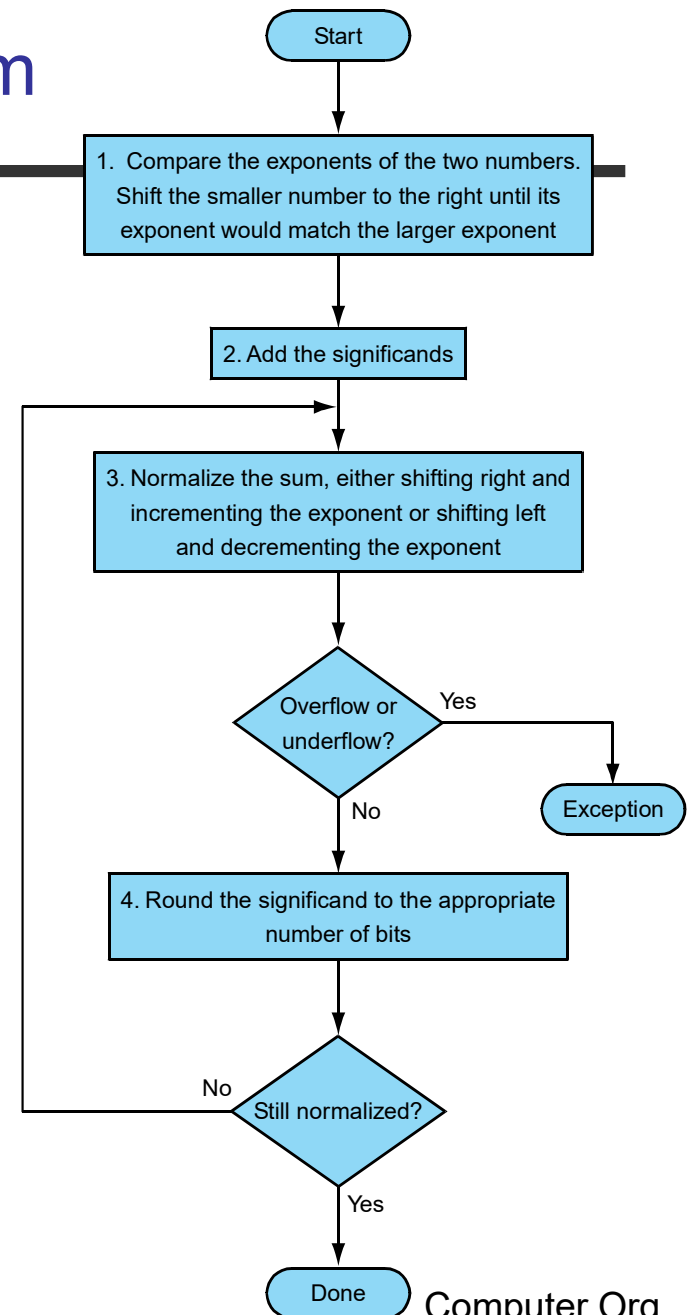 m
Start
1. Compare the exponents of the two numbers.
Shift the smaller number to the right until its
exponent would match the larger exponent
2. Add the significands
3. Normalize the sum, either shifting right and
incrementing the exponent or shifting left
and decrementing the exponent
Overflow or
underflow?
Yes
No
Exception
4. Round the significand to the appropriate
number of bits
No
Still normalized?
Yes
Done
Computer Org